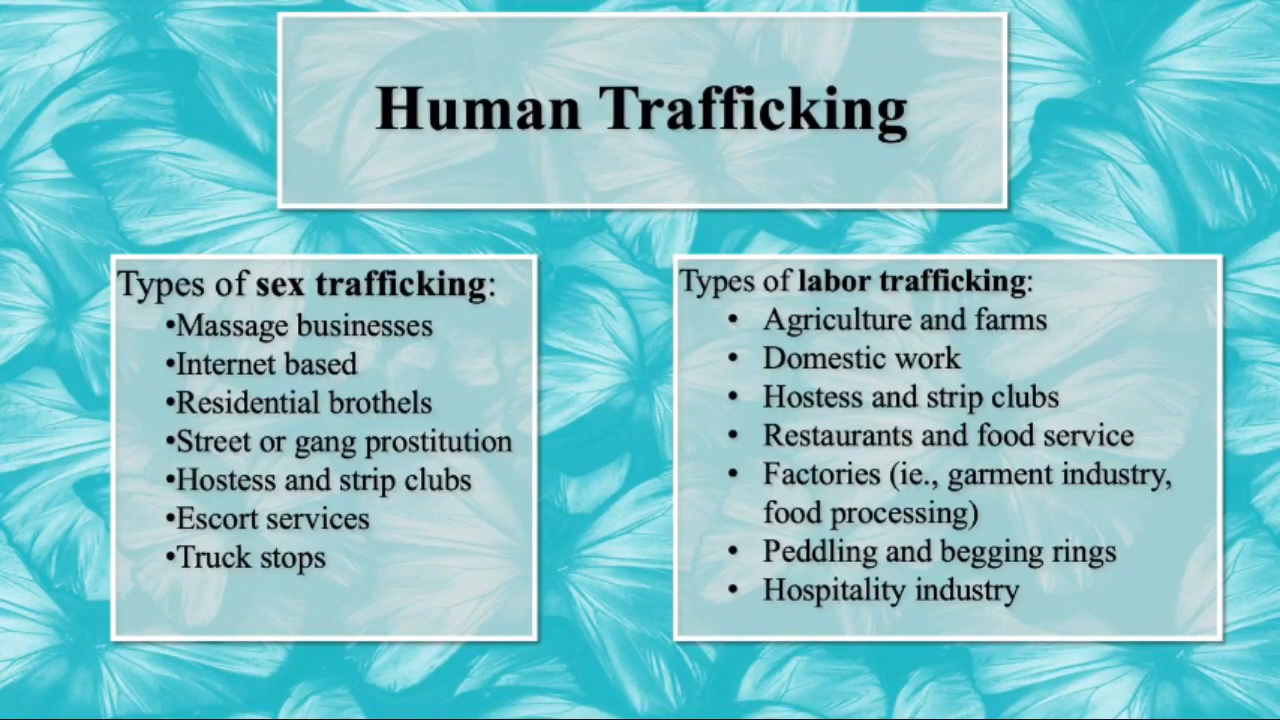 Human Trafficking
Types of sex trafficking:
•Massage businesses
•Internet based
•Residential brothels
•Street or gang prostitution
•Hostess and strip clubs
•Escort services
•Truck stops
Types of labor trafficking:
• Agriculture and farms
• Domestic work
• Hostess and strip clubs
• Restaurants and food service
• Factories (ie., garment industry,
food processing)
• Peddling and begging rings
• Hospitality industry